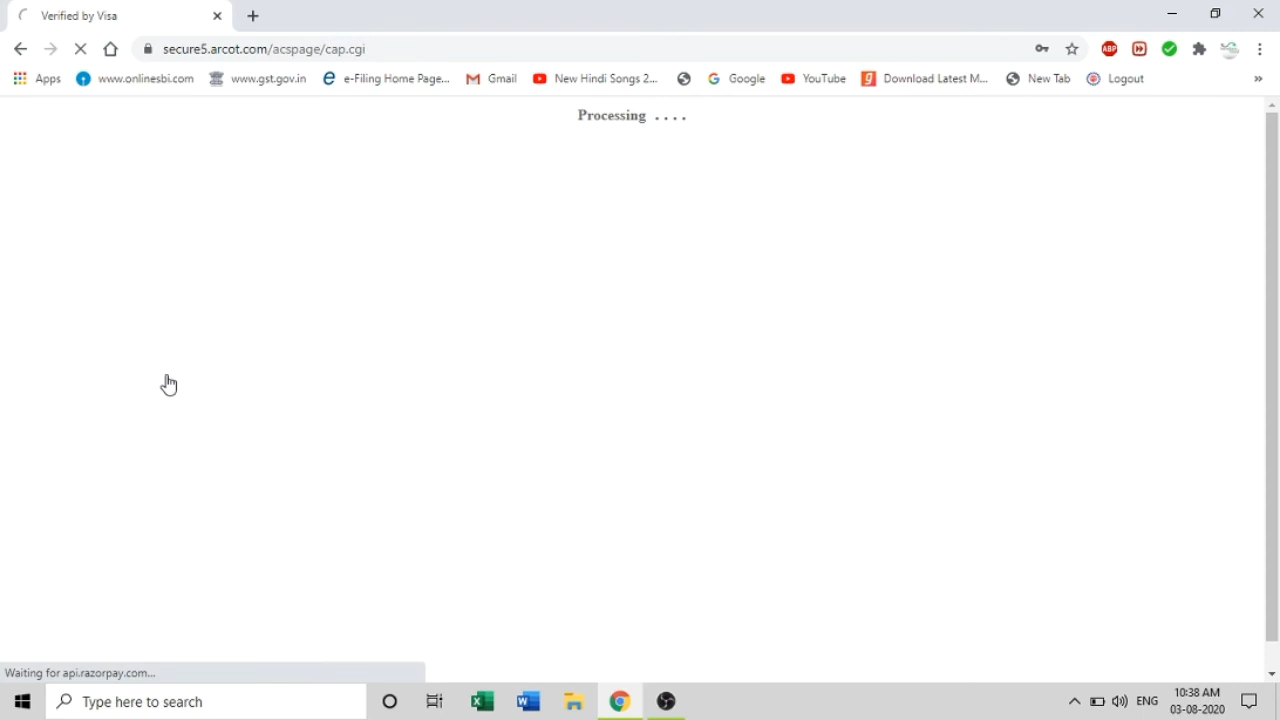 Verified by Visa
secure5.arcot.com/acspage/cap.cgi
ABP
Apps www.onlinesbi.com www.gst.gov.in e-Filing Home Page... Gmail New Hindi Songs 2... Google YouTube Download Latest M... New Tab Logout »
Processing ....
Waiting for api.razorpay.com...
Type here to search
ENG
10:38 AM
03-08-2020